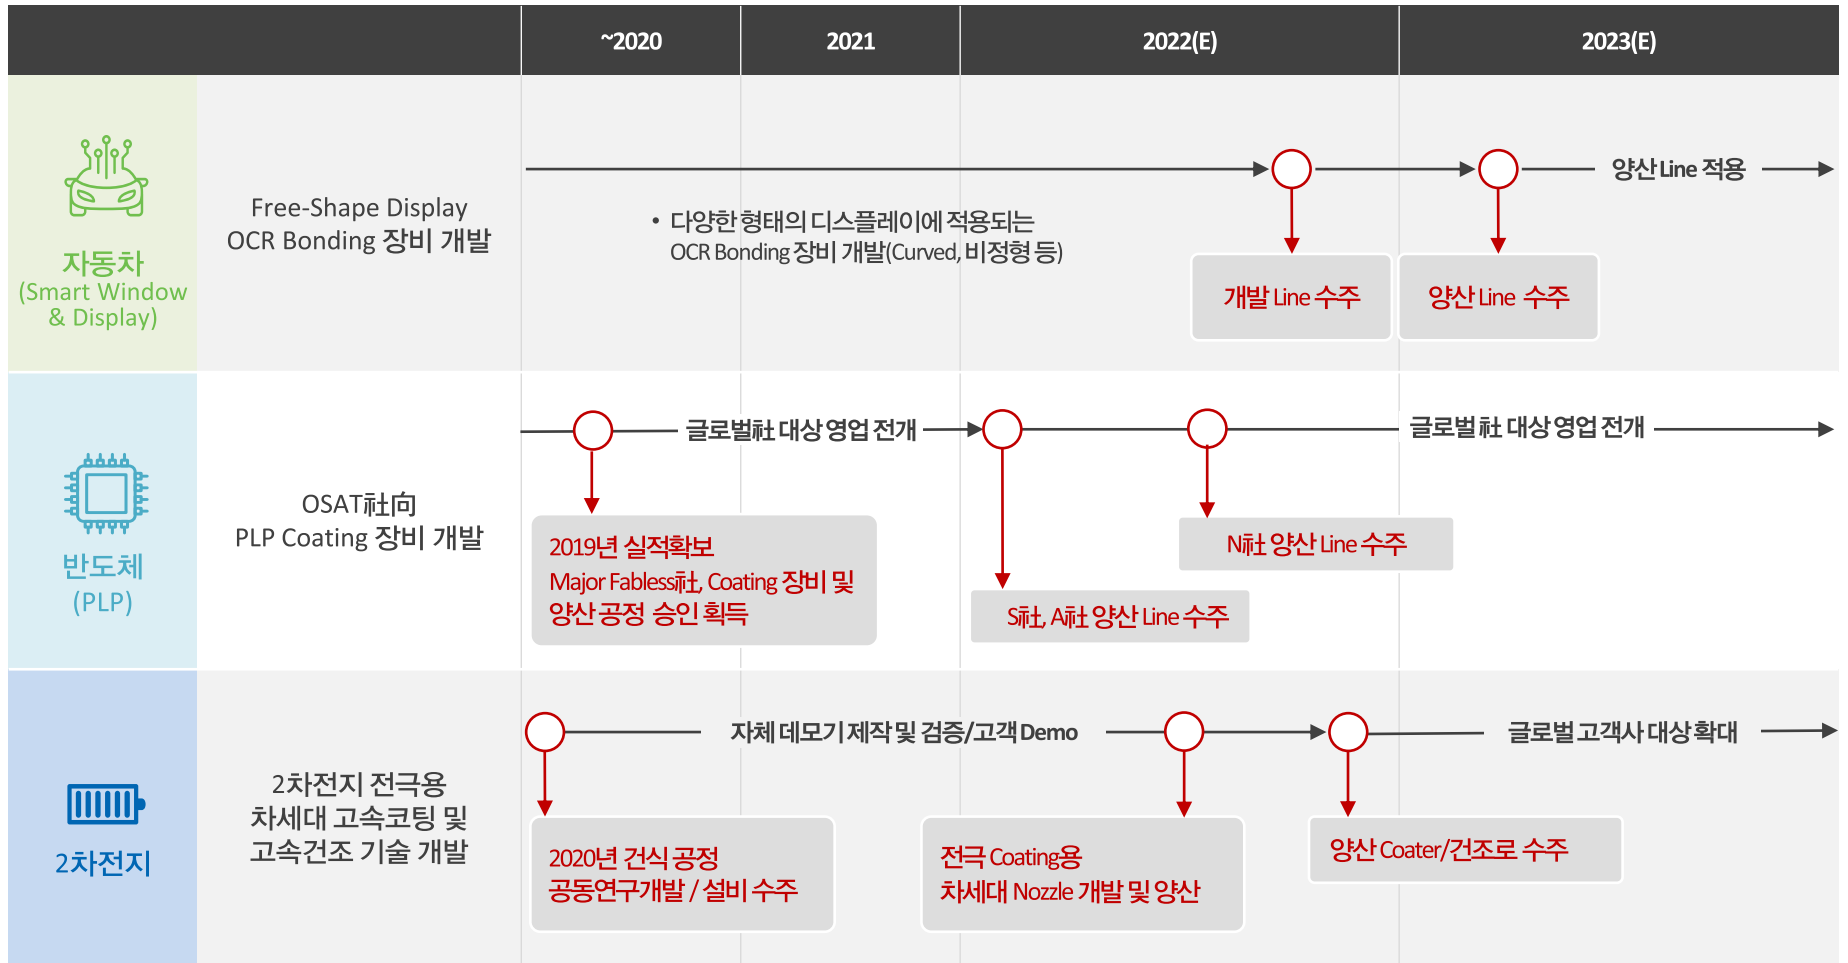 ~2020
2021
2022(E)
2023(E)
자동차
(Smart Window
& Display)
Free-Shape Display
OCR Bonding 장비 개발
• 다양한 형태의 디스플레이에 적용되는
OCR Bonding 장비 개발(Curved, 비정형 등)
양산 Line 적용
개발 Line 수주
양산 Line 수주
반도체
(PLP)
OSAT社向
PLP Coating 장비 개발
글로벌社 대상 영업 전개
글로벌 社 대상 영업 전개
2019년 실적확보
Major Fabless社, Coating 장비 및
양산 공정 승인 획득
N社 양산 Line 수주
S社, A社 양산 Line 수주
2차전지
2차전지 전극용
차세대 고속코팅 및
고속건조 기술 개발
자체 데모기 제작 및 검증/고객 Demo
글로벌 고객사 대상 확대
2020년 건식 공정
공동연구개발 / 설비 수주
전극 Coating용
차세대 Nozzle 개발 및 양산
양산 Coater/건조로 수주